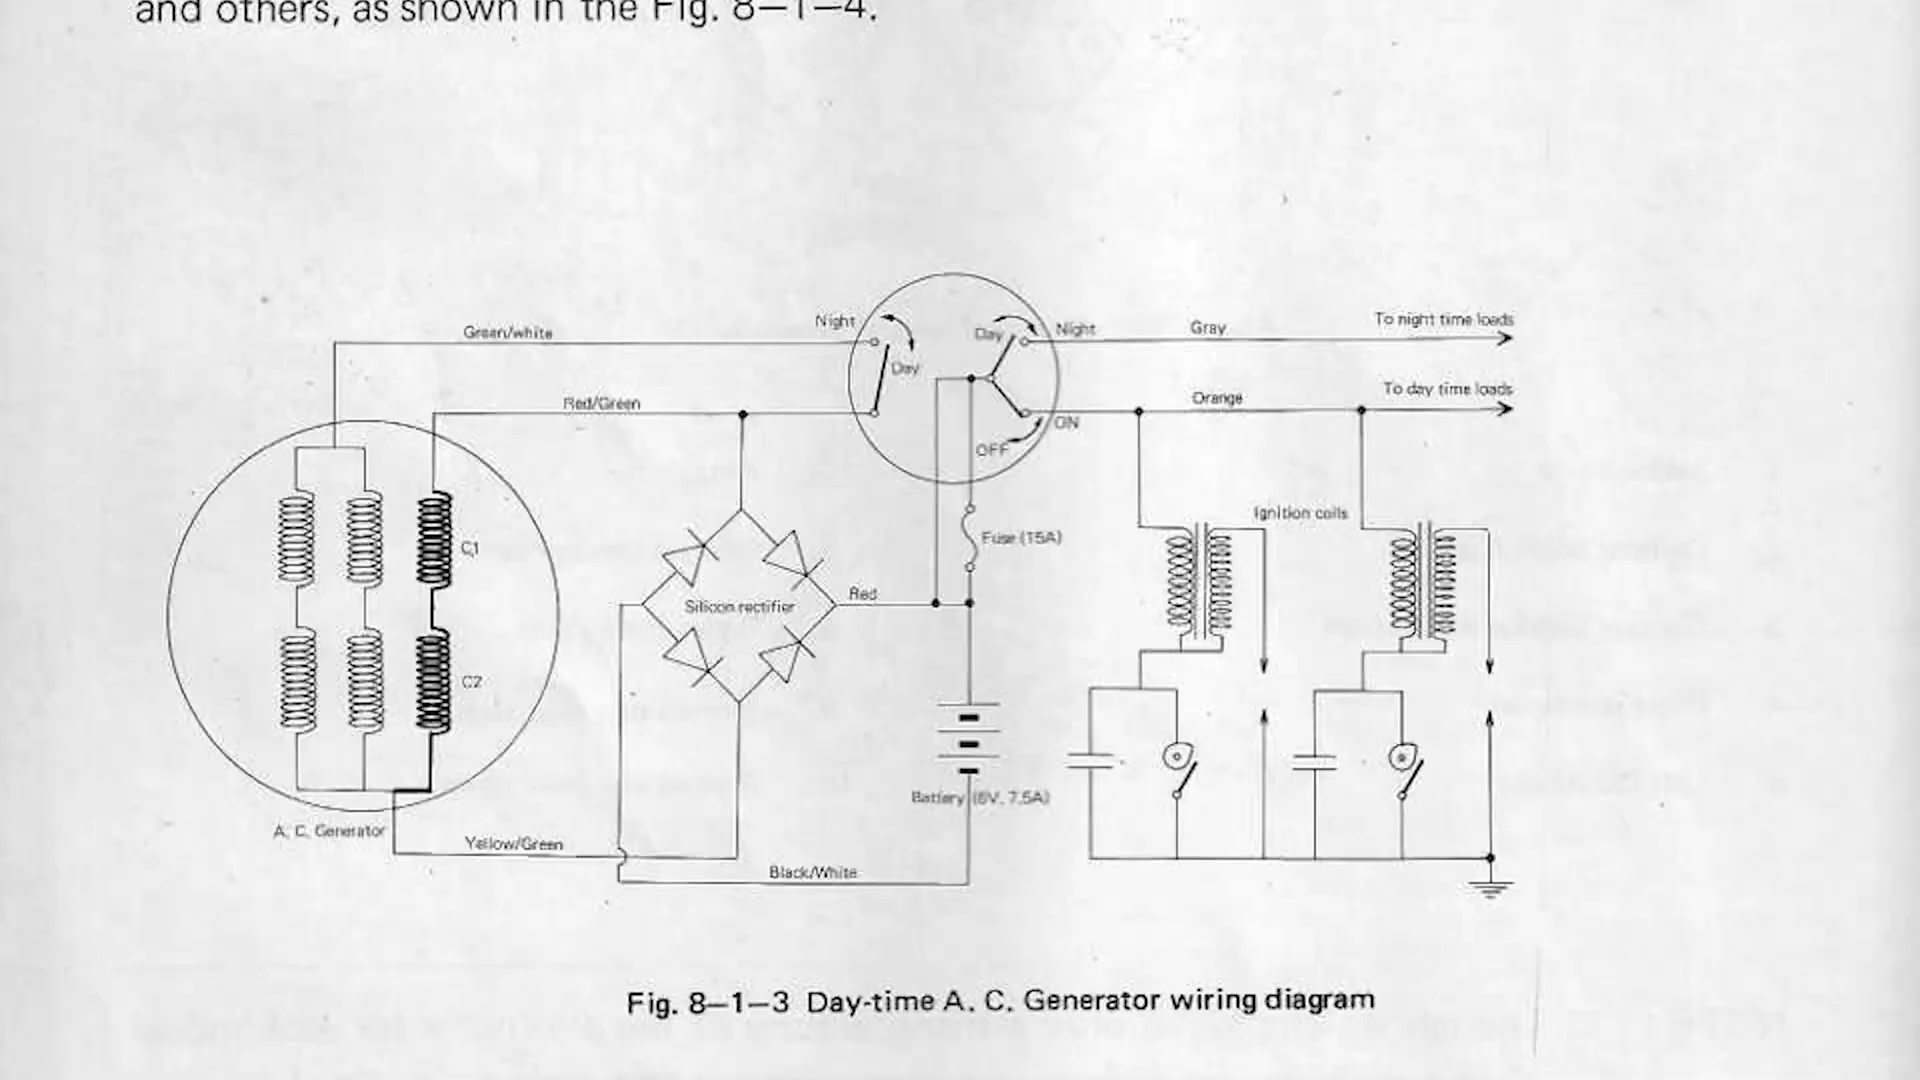 and others, as shown in the Fig. 8–1–4.
Night
Day
Night
Gray
To night time loads
Green/white
Day
Red/Green
Orange
To day time loads
ON
OFF
Ignition coils
Fuse (15A)
C1
Red
Silicon rectifier
C2
Battery (6V, 7.5A)
A. C. Generator
Yellow/Green
Black/White
Fig. 8–1–3 Day-time A. C. Generator wiring diagram